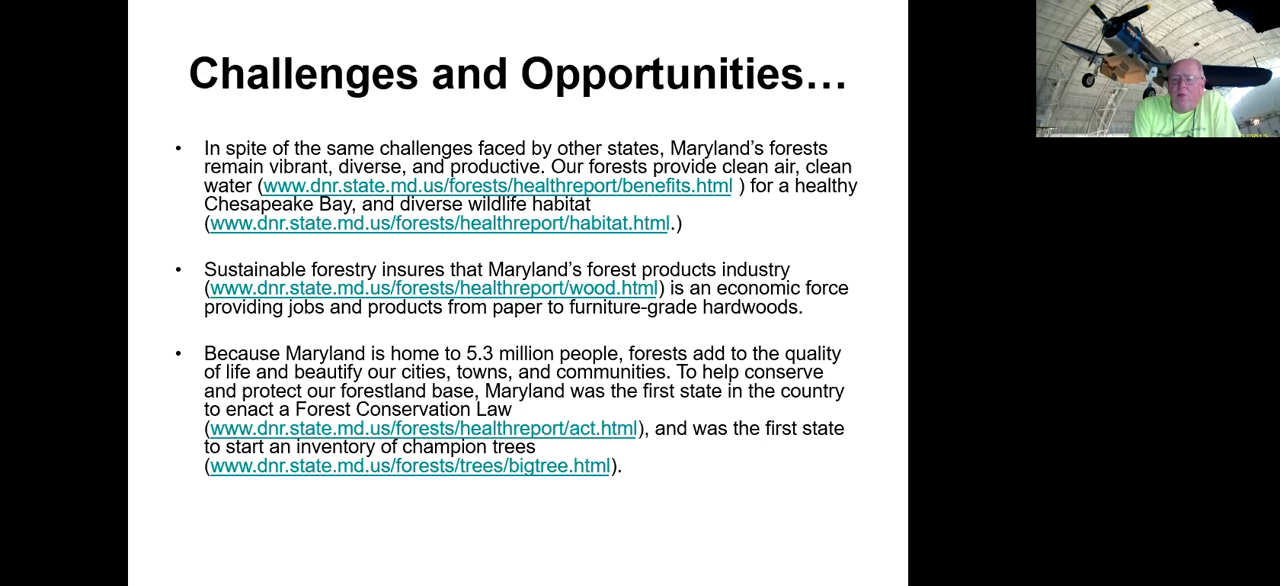 Challenges and Opportunities…
• In spite of the same challenges faced by other states, Maryland’s forests
remain vibrant, diverse, and productive. Our forests provide clean air, clean
water (www.dnr.state.md.us/forests/healthreport/benefits.html ) for a healthy
Chesapeake Bay, and diverse wildlife habitat
(www.dnr.state.md.us/forests/healthreport/habitat.html.)
• Sustainable forestry insures that Maryland’s forest products industry
(www.dnr.state.md.us/forests/healthreport/wood.html) is an economic force
providing jobs and products from paper to furniture-grade hardwoods.
• Because Maryland is home to 5.3 million people, forests add to the quality
of life and beautify our cities, towns, and communities. To help conserve
and protect our forestland base, Maryland was the first state in the country
to enact a Forest Conservation Law
(www.dnr.state.md.us/forests/healthreport/act.html), and was the first state
to start an inventory of champion trees
(www.dnr.state.md.us/forests/trees/bigtree.html).